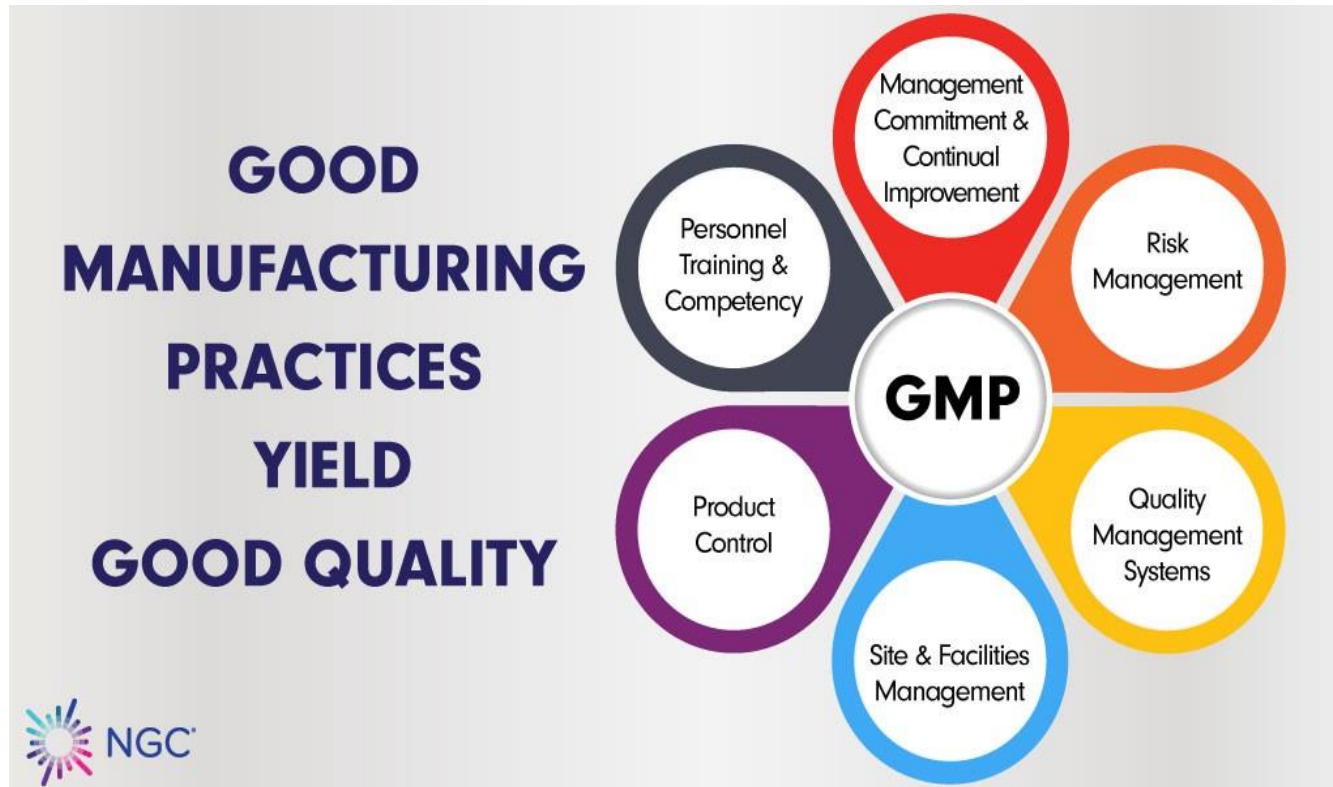 GOOD
MANUFACTURING
PRACTICES
YIELD
GOOD QUALITY
Management
Commitment &
Continual
Improvement
Risk
Management
Quality
Management
Systems
Site & Facilities
Management
Product
Control
Personnel
Training &
Competency
GMP
NGC